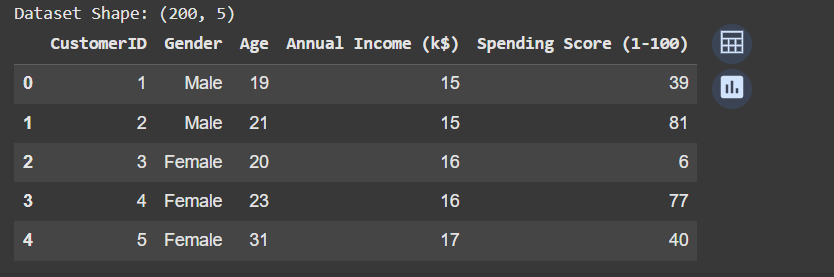 Dataset Shape: (200, 5)
CustomerID Gender Age Annual Income (k$) Spending Score (1-100)
0 1 Male 19 15 39
1 2 Male 21 15 81
2 3 Female 20 16 6
3 4 Female 23 16 77
4 5 Female 31 17 40